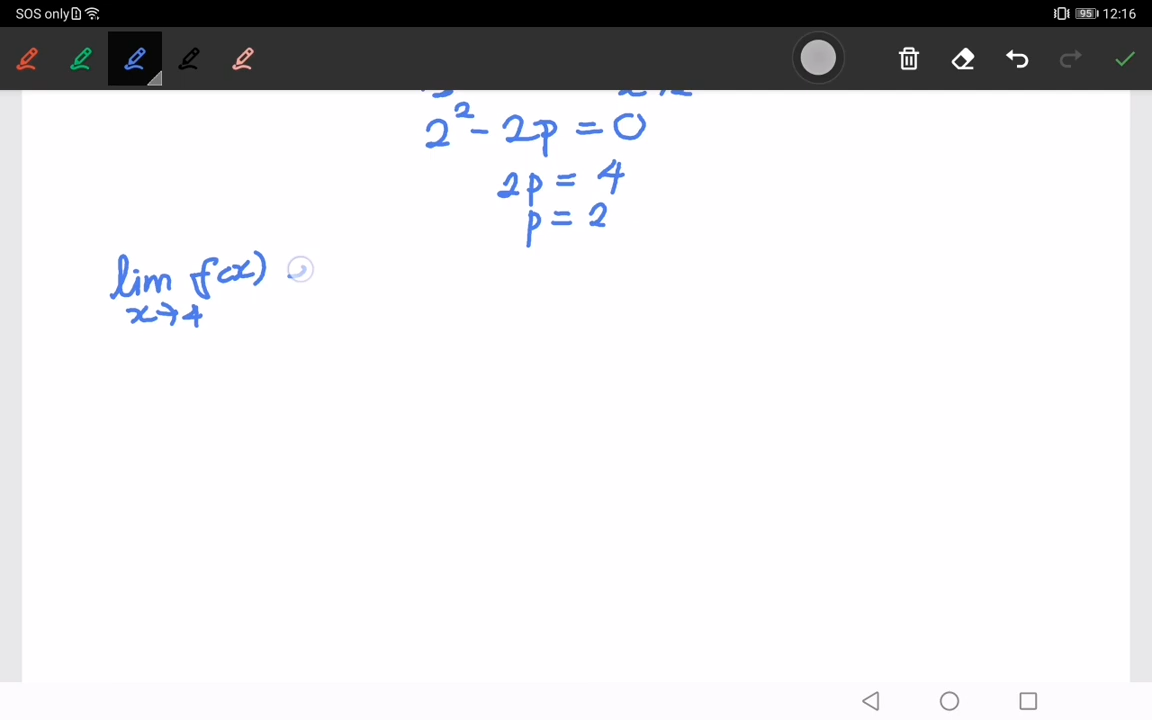 SOS only 95 12:16
2² - 2p = 0
2p = 4
p = 2
lim f(x)
x→4